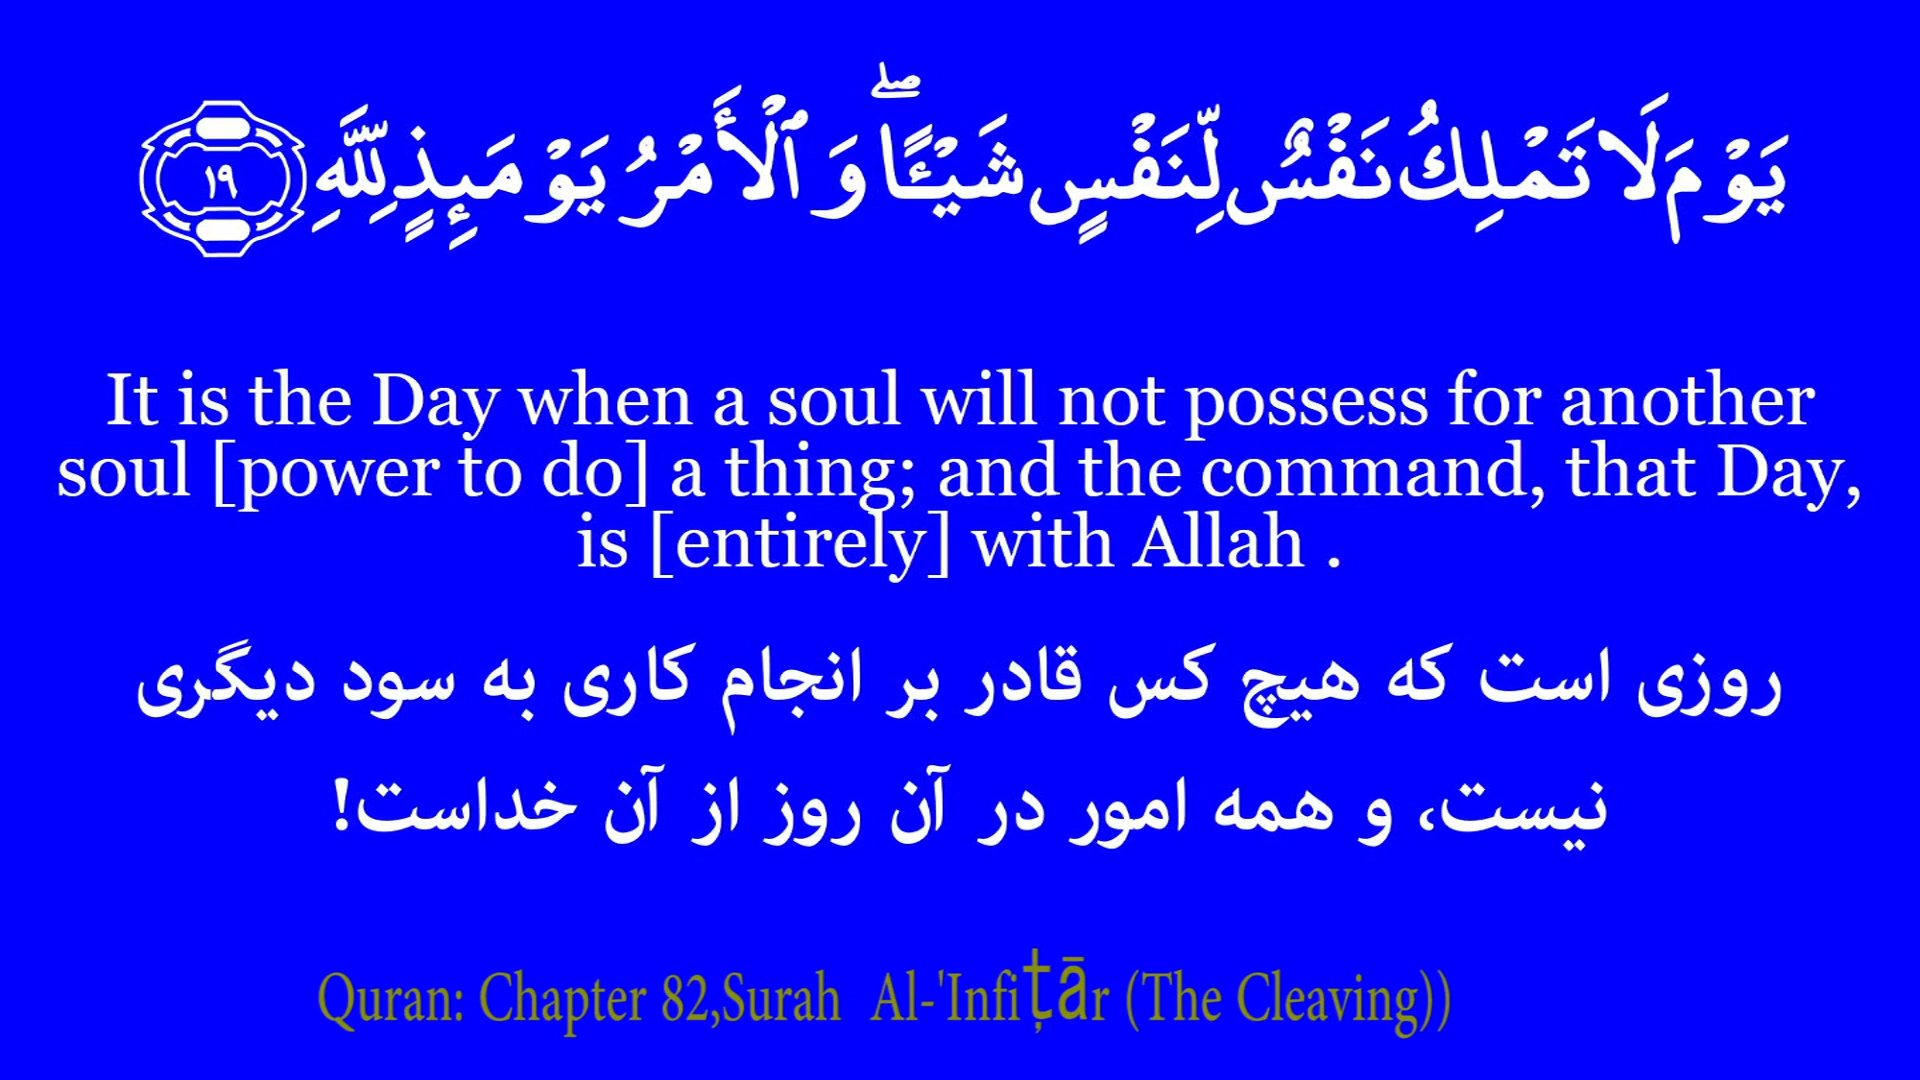 يَوْمَ لَا تَمْلِكُ نَفْسٌ لِّنَفْسٍ شَيْـًٔا ۖ وَٱلْأَمْرُ يَوْمَئِذٍ لِّلَّهِ ١٩
It is the Day when a soul will not possess for another
soul [power to do] a thing; and the command, that Day,
is [entirely] with Allah .
روزی است که هیچ کس قادر بر انجام کاری به سود دیگری
نیست، و همه امور در آن روز از آن خداست!
Quran: Chapter 82,Surah Al-'Infiṭār (The Cleaving))